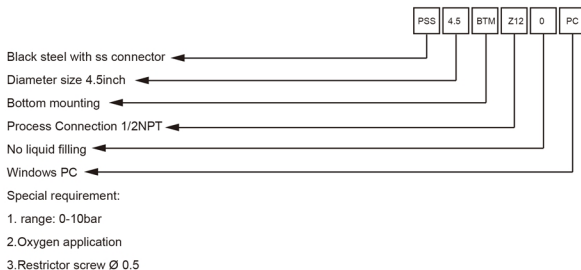 PSS 4.5 BTM Z12 0 PC
Black steel with ss connector
Diameter size 4.5inch
Bottom mounting
Process Connection 1/2NPT
No liquid filling
Windows PC
Special requirement:
1. range: 0-10bar
2.Oxygen application
3.Restrictor screw Ø 0.5